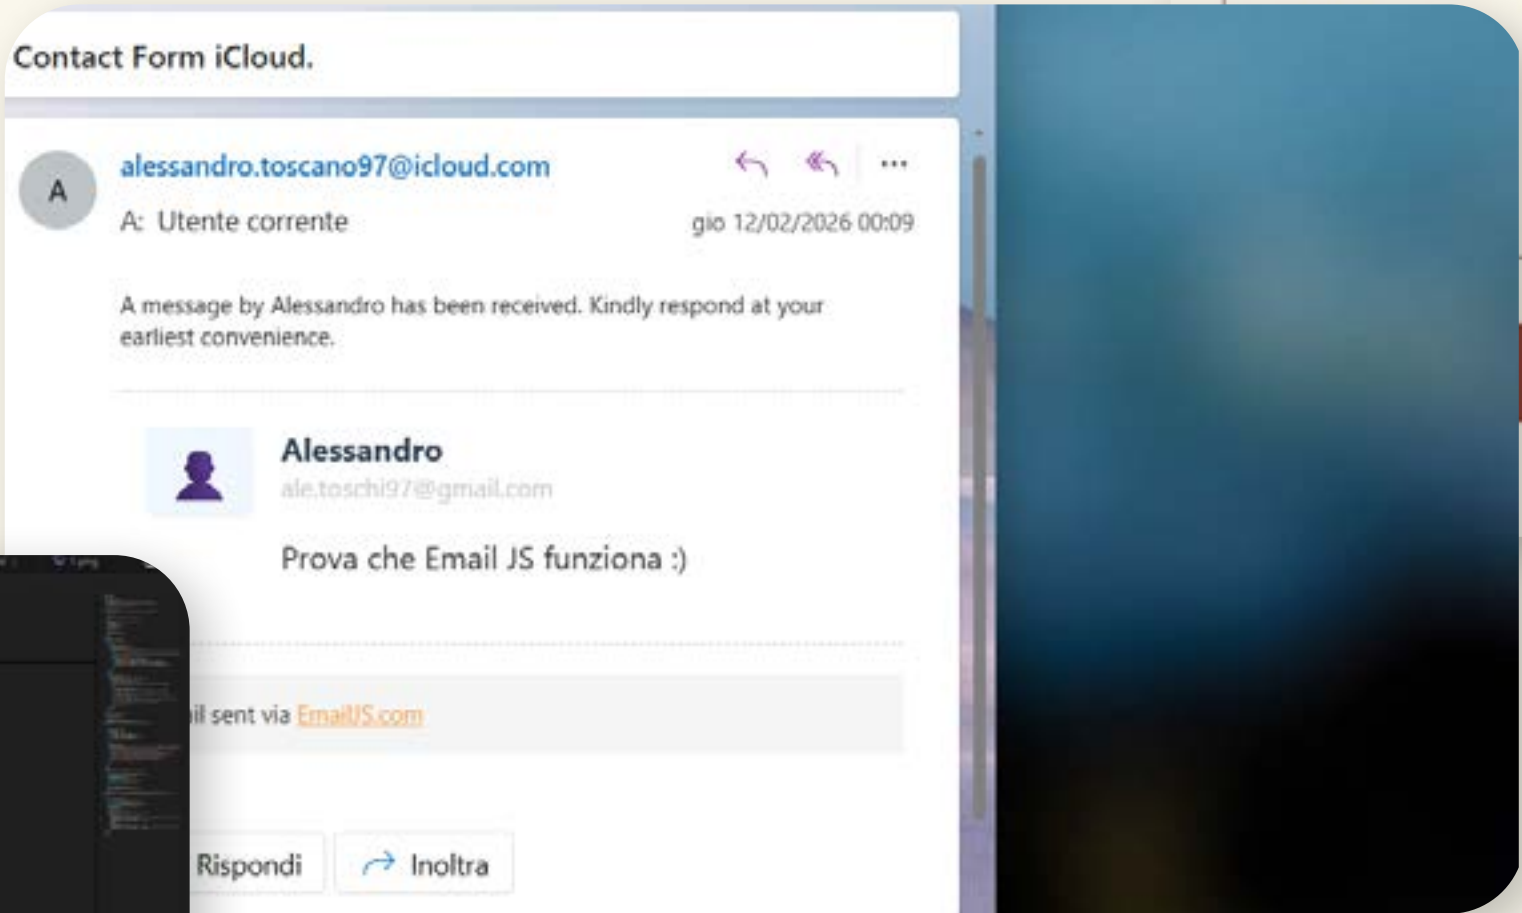 Contact Form iCloud.
alessandro.toscano97@icloud.com
A
A: Utente corrente
gio 12/02/2026 00:09
A message by Alessandro has been received. Kindly respond at your
earliest convenience.
Alessandro
ale.toschi97@gmail.com
Prova che Email JS funziona :)
il sent via EmailJS.com
Rispondi
Inoltra